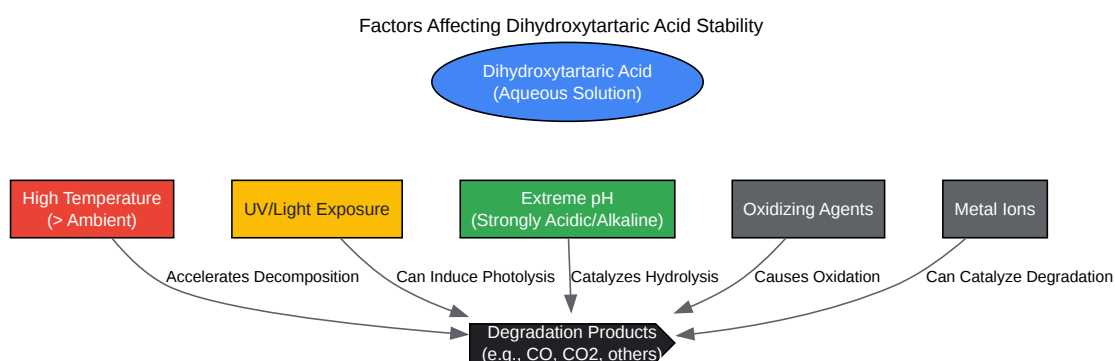 Factors Affecting Dihydroxytartaric Acid Stability
Dihydroxytartaric Acid
(Aqueous Solution)
High Temperature
(> Ambient)
UV/Light Exposure
Extreme pH
(Strongly Acidic/Alkaline)
Oxidizing Agents
Metal Ions
Accelerates Decomposition
Can Induce Photolysis
Catalyzes Hydrolysis
Causes Oxidation
Can Catalyze Degradation
Degradation Products
(e.g., CO, CO2, others)